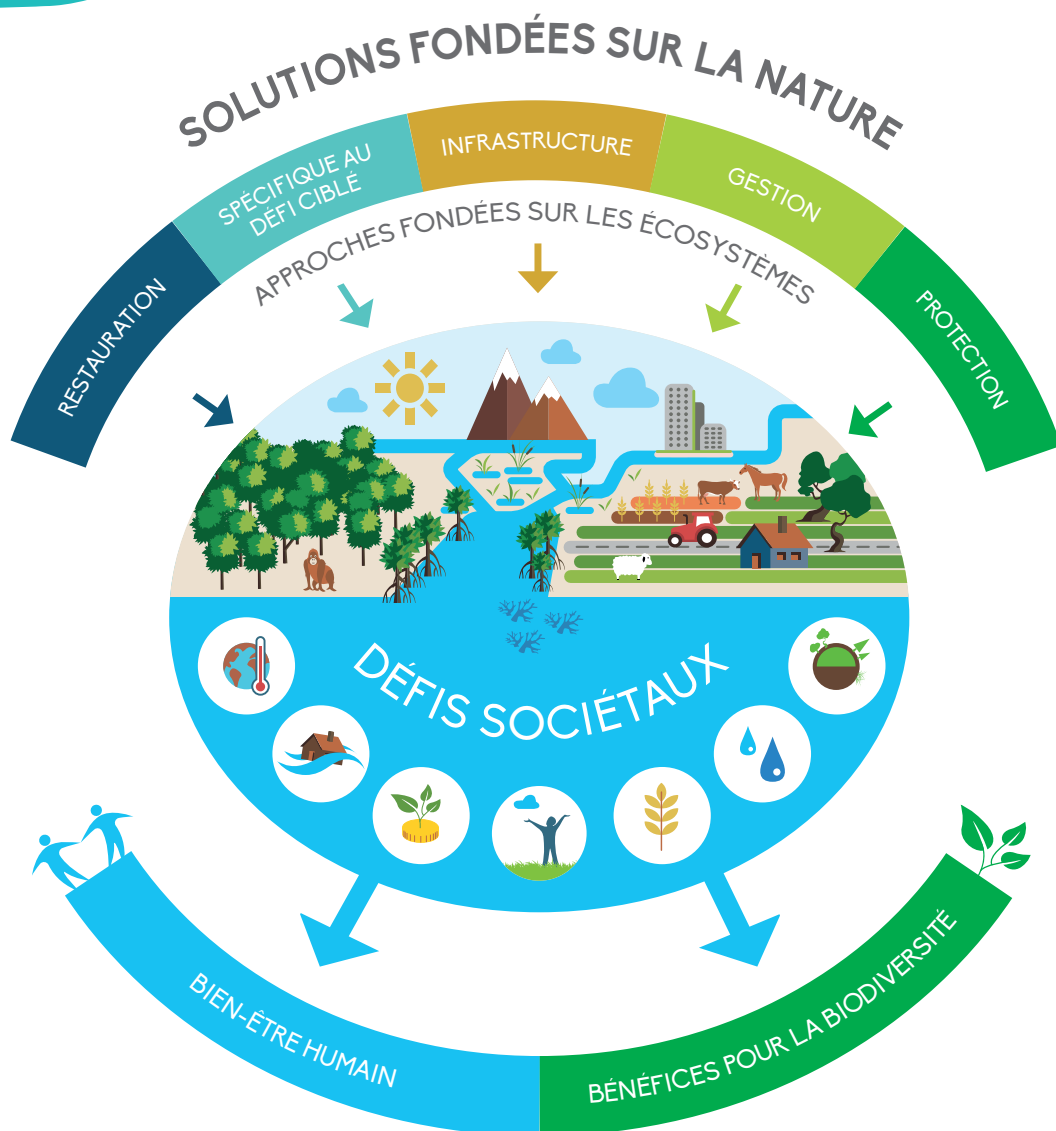 SOLUTIONS FONDÉES SUR LA NATURE
RESTAURATION
SPÉCIFIQUE AU
DÉFI CIBLÉ
INFRASTRUCTURE
GESTION
PROTECTION
APPROCHES FONDÉES SUR LES ÉCOSYSTÈMES
DÉFIS SOCIÉTAUX
BIEN-ÊTRE HUMAIN
BÉNÉFICES POUR LA BIODIVERSITÉ